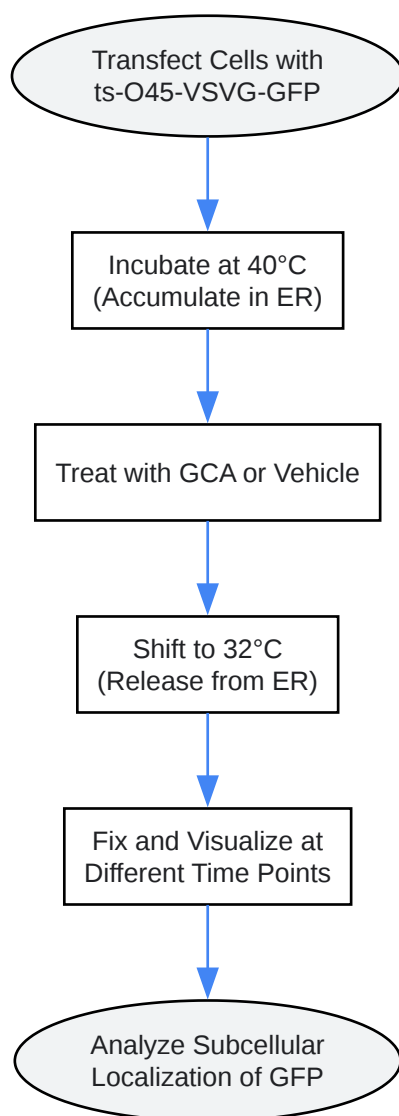 Transfect Cells with
ts-O45-VSVG-GFP
Incubate at 40°C
(Accumulate in ER)
Treat with GCA or Vehicle
Shift to 32°C
(Release from ER)
Fix and Visualize at
Different Time Points
Analyze Subcellular
Localization of GFP